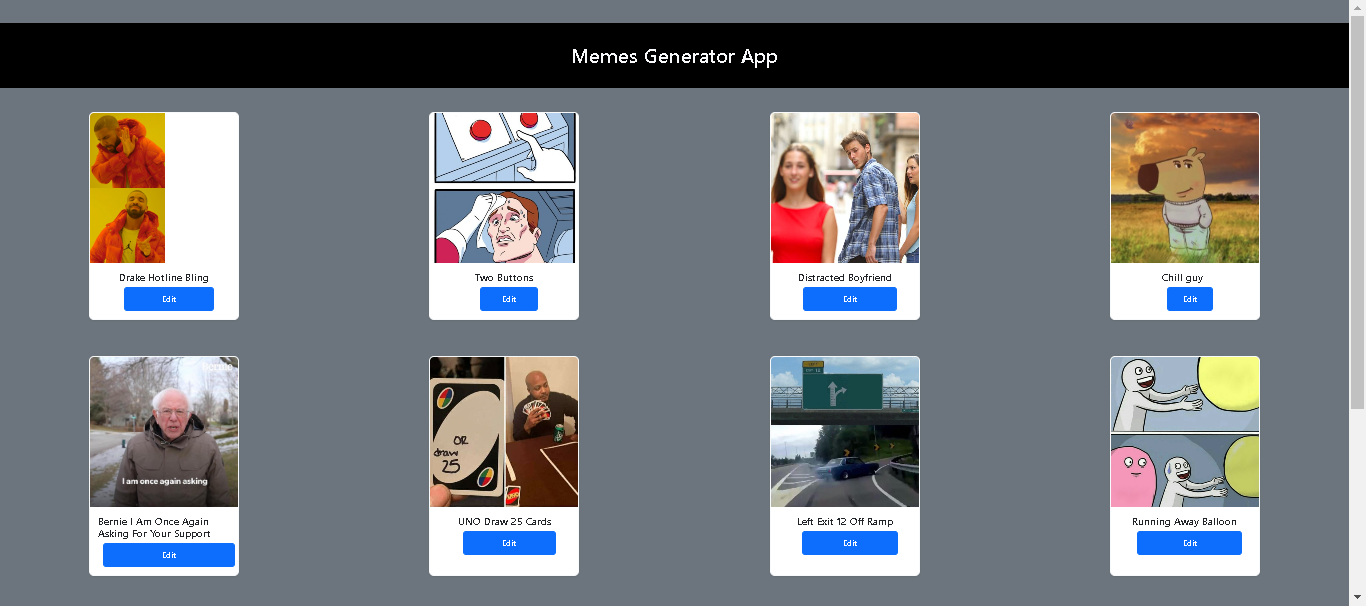 Memes Generator App
Drake Hotline Bling
Edit
Two Buttons
Edit
Distracted Boyfriend
Edit
Chill guy
Edit
I am once again asking
Bernie I Am Once Again
Asking For Your Support
Edit
OR
draw
25
UNO Draw 25 Cards
Edit
Left Exit 12 Off Ramp
Edit
Running Away Balloon
Edit